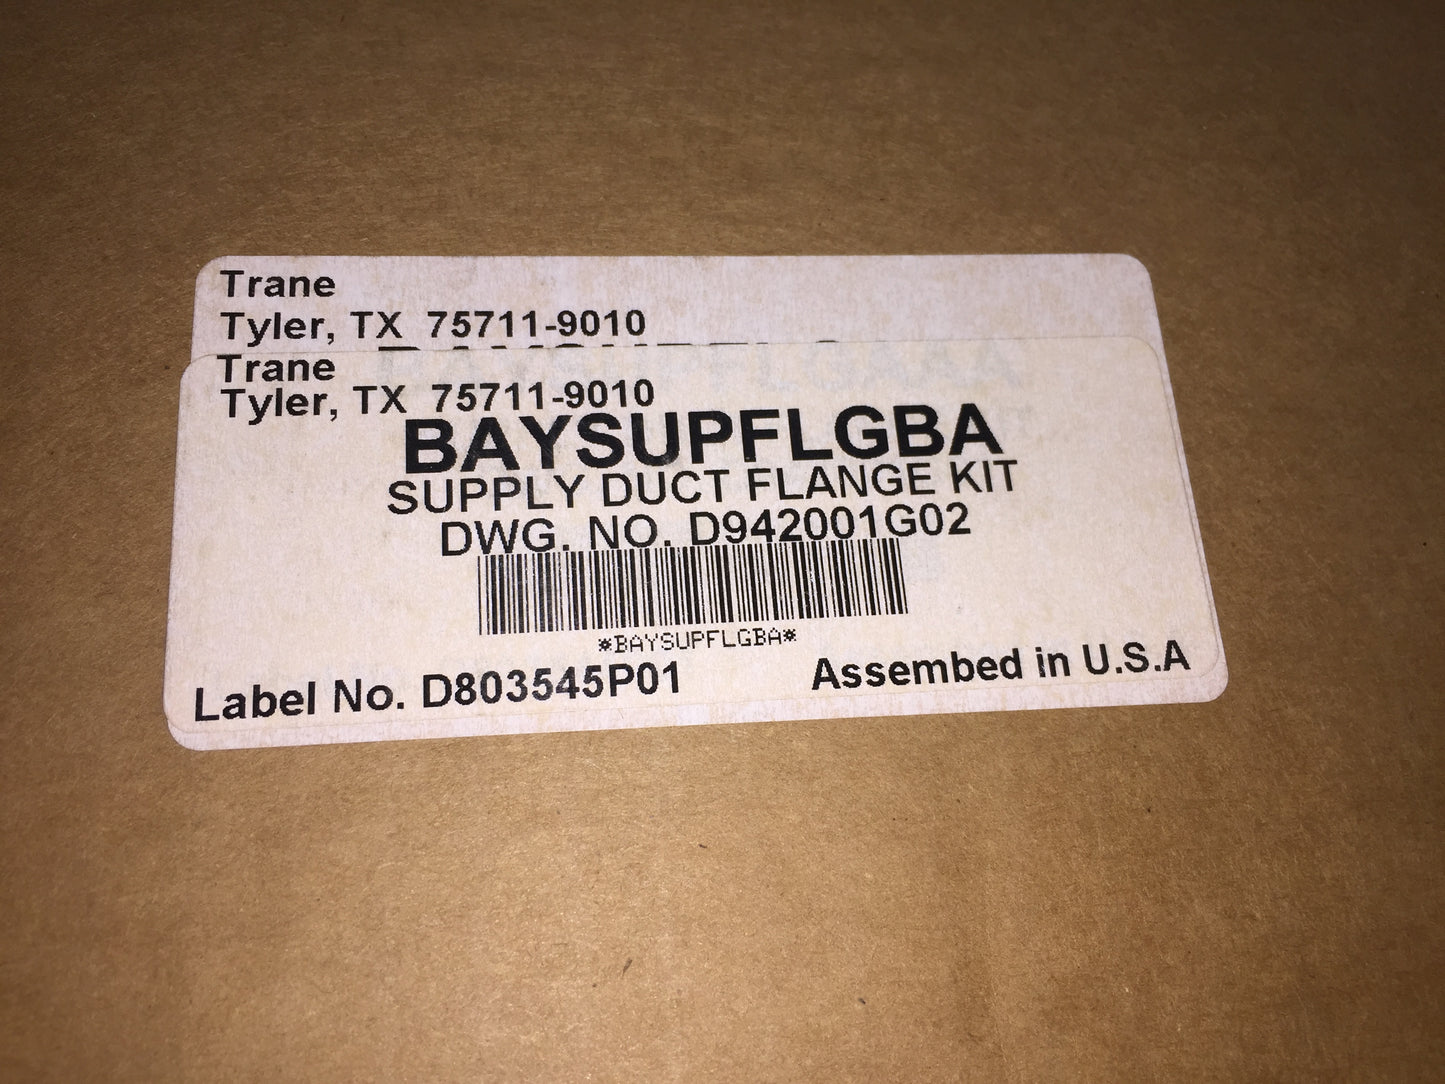 Trane
Tyler, TX 75711-9010
Trane
Tyler, TX 75711-9010
BAYSUPFLGBA
SUPPLY DUCT FLANGE KIT
DWG. NO. D942001G02
*BAYSUPFLGBA*
Label No. D803545P01
Assembed in U.S.A